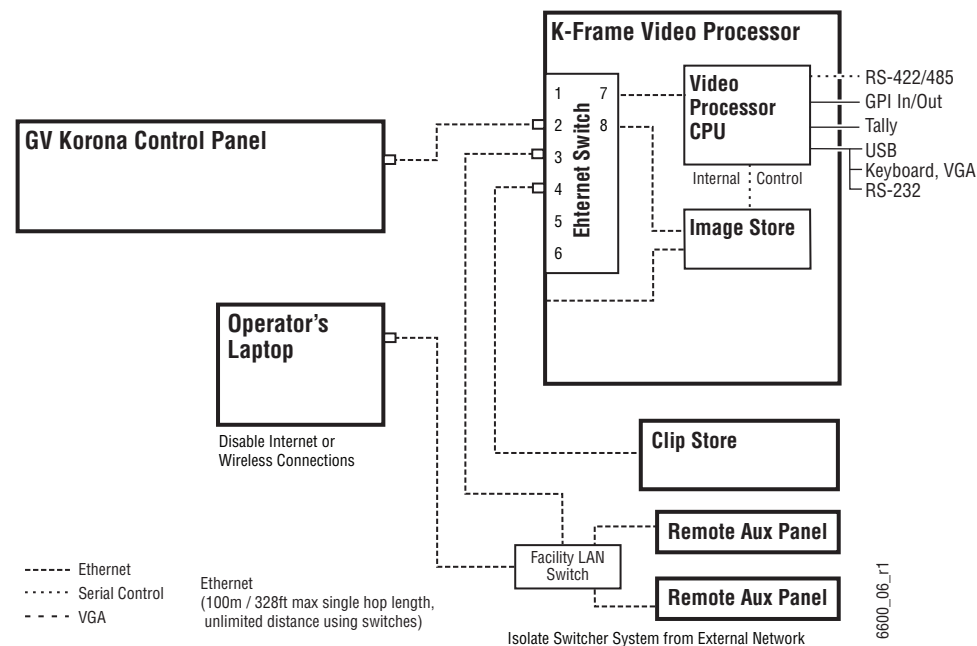 K-Frame Video Processor
GV Korona Control Panel
1
2
3
4
5
6
7
8
Ehternet Switch
Video
Processor
CPU
RS-422/485
GPI In/Out
Tally
USB
Keyboard, VGA
RS-232
Internal Control
Image Store
Operator's
Laptop
Disable Internet or
Wireless Connections
Clip Store
Remote Aux Panel
Facility LAN
Switch
Remote Aux Panel
Ethernet
Serial Control
VGA
Ethernet
(100m / 328ft max single hop length,
unlimited distance using switches)
Isolate Switcher System from External Network
6600_06_r1